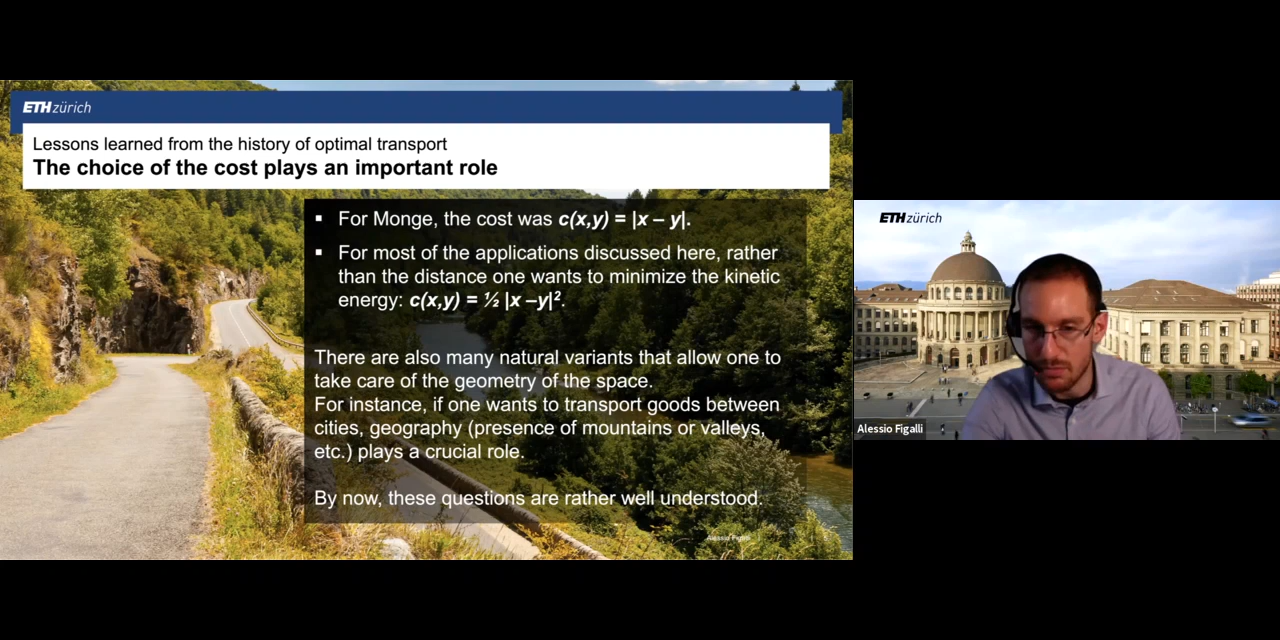 ETH zürich
Lessons learned from the history of optimal transport
The choice of the cost plays an important role
▪ For Monge, the cost was c(x,y) = |x – y|.
▪ For most of the applications discussed here, rather
than the distance one wants to minimize the kinetic
energy: c(x,y) = ½ |x –y|².
There are also many natural variants that allow one to
take care of the geometry of the space.
For instance, if one wants to transport goods between
cities, geography (presence of mountains or valleys,
etc.) plays a crucial role.
By now, these questions are rather well understood.
Alessio Figalli
ETH zürich
Alessio Figalli